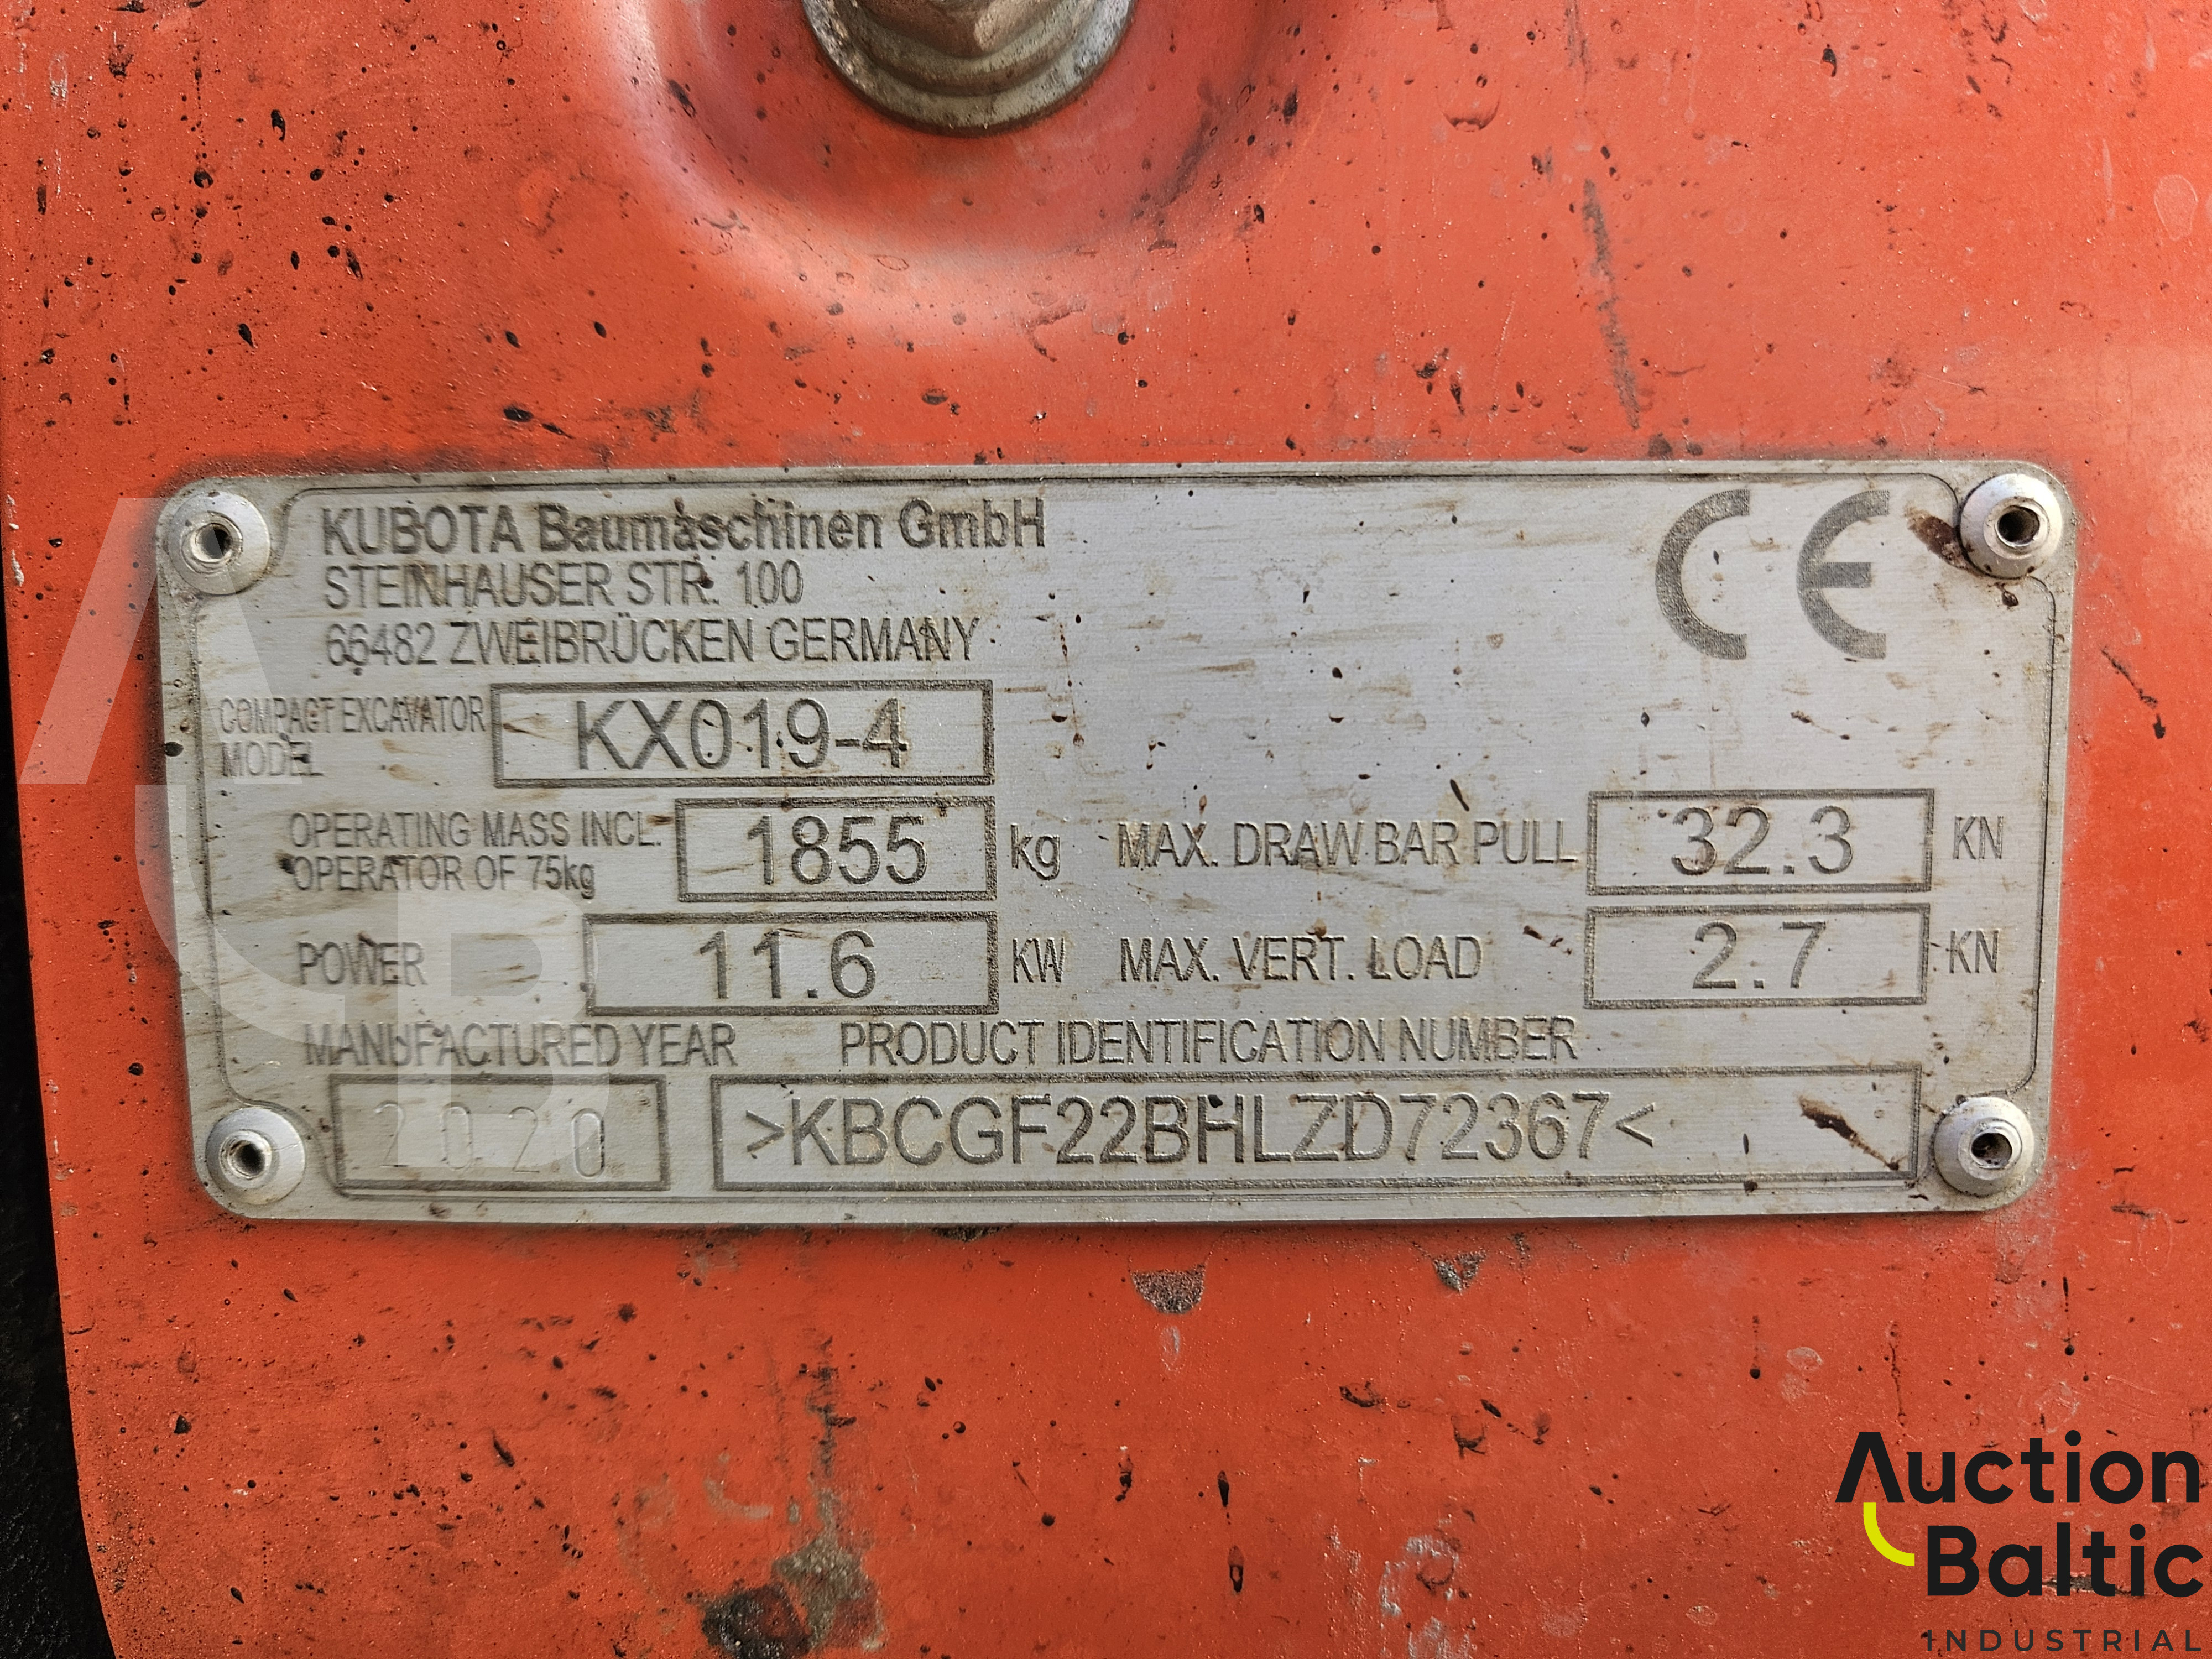 KUBOTA Baumaschinen GmbH
STEINHAUSER STR. 100
66482 ZWEIBRÜCKEN GERMANY
CE
COMPACT EXCAVATOR
MODEL
KX019-4
OPERATING MASS INCL.
OPERATOR OF 75kg
1855 kg
MAX. DRAW BAR PULL 32.3 KN
POWER 11.6 KW
MAX. VERT. LOAD 2.7 KN
MANUFACTURED YEAR
PRODUCT IDENTIFICATION NUMBER
2020
>KBCGF22BHLZD72367<
Auction
Baltic
INDUSTRIAL